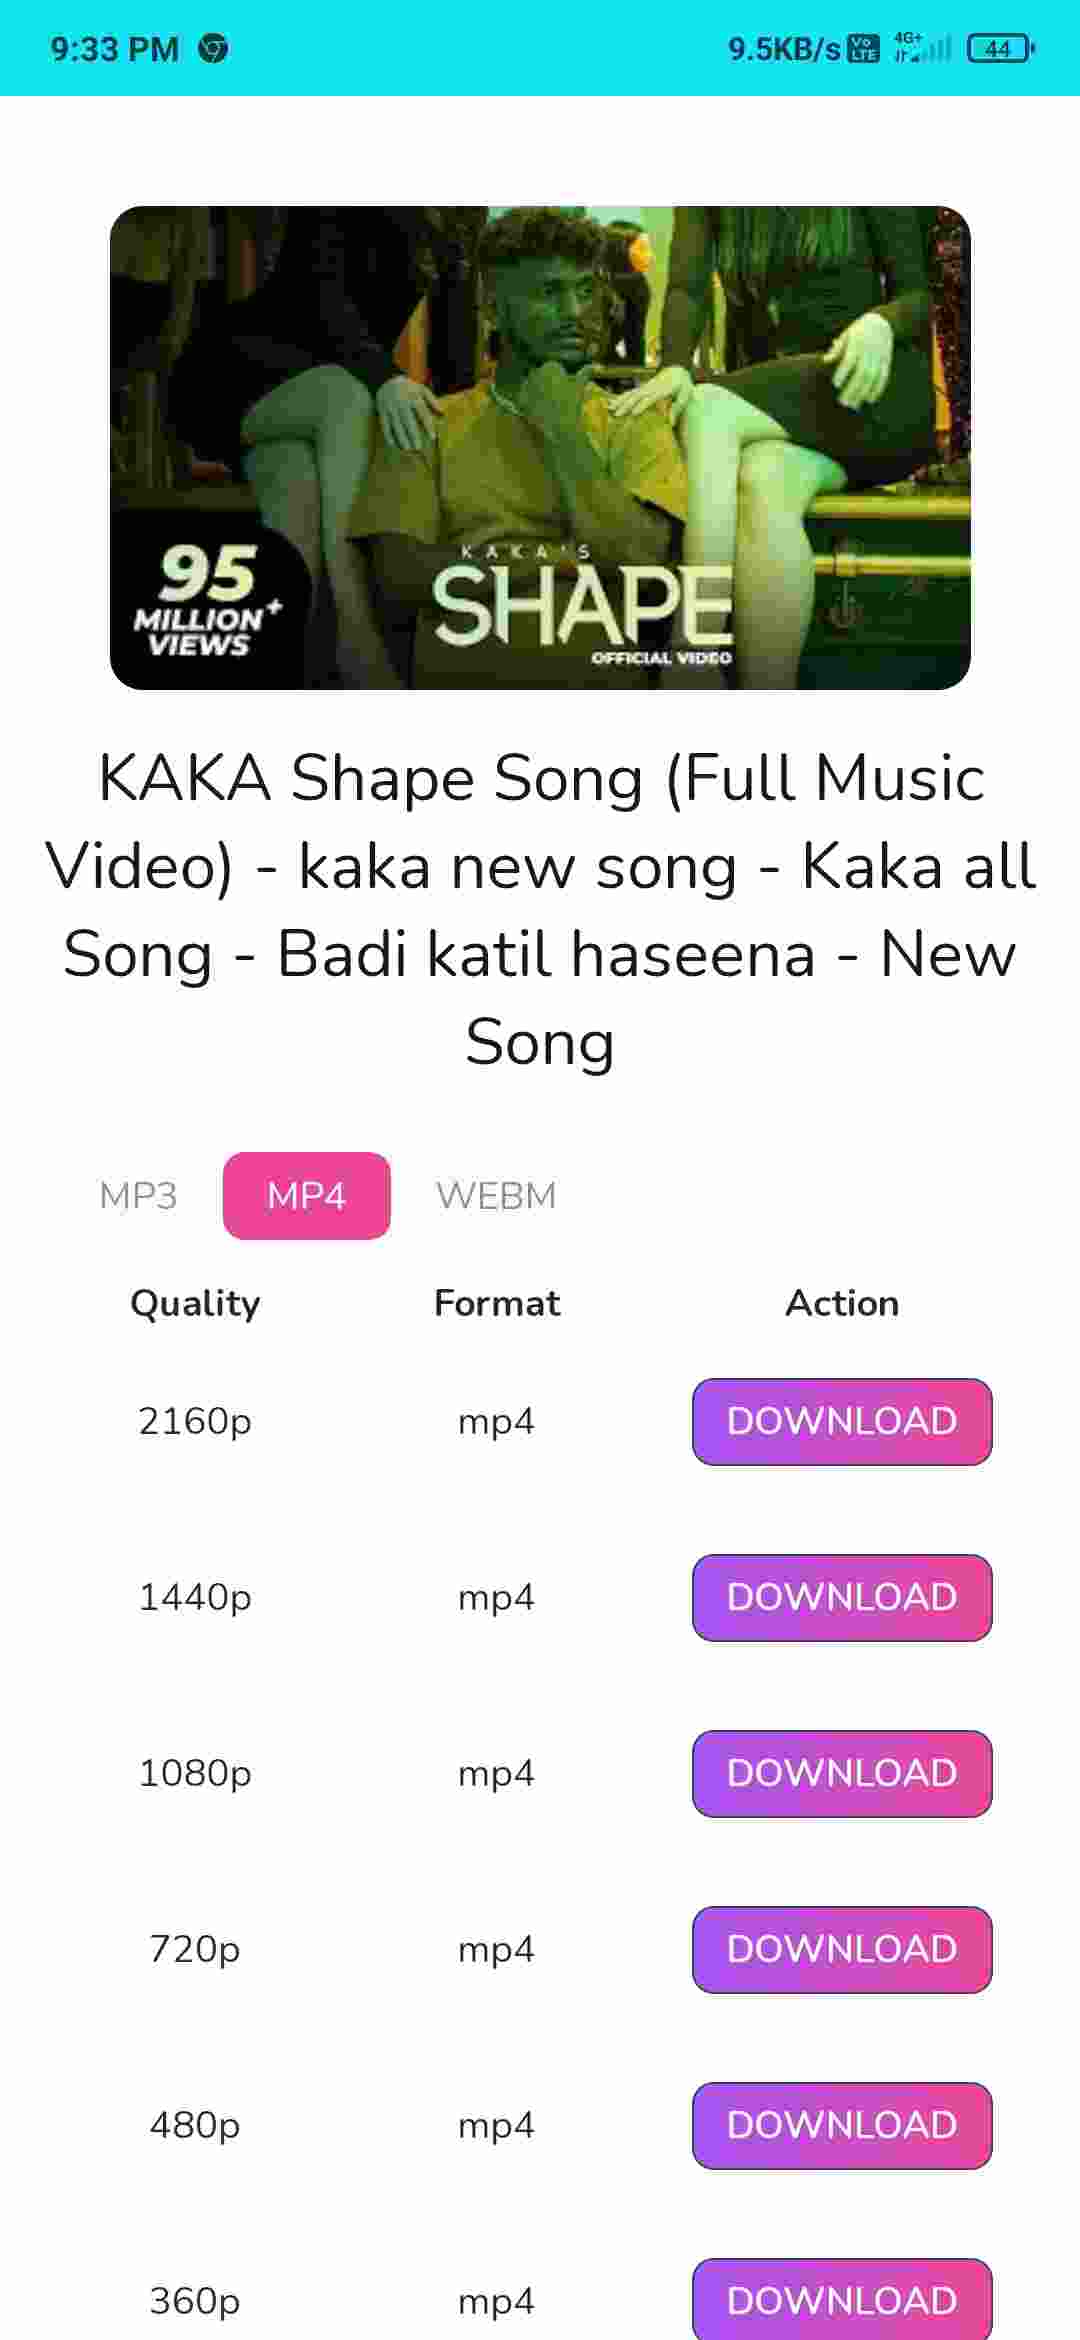 9:33 PM 9.5KB/s Vo LTE 4G+ 44
95
MILLION+
VIEWS
KAKA'S
SHAPE
OFFICIAL VIDEO
KAKA Shape Song (Full Music
Video) - kaka new song - Kaka all
Song - Badi katil haseena - New
Song
MP3 MP4 WEBM
Quality Format Action
2160p mp4 DOWNLOAD
1440p mp4 DOWNLOAD
1080p mp4 DOWNLOAD
720p mp4 DOWNLOAD
480p mp4 DOWNLOAD
360p mp4 DOWNLOAD